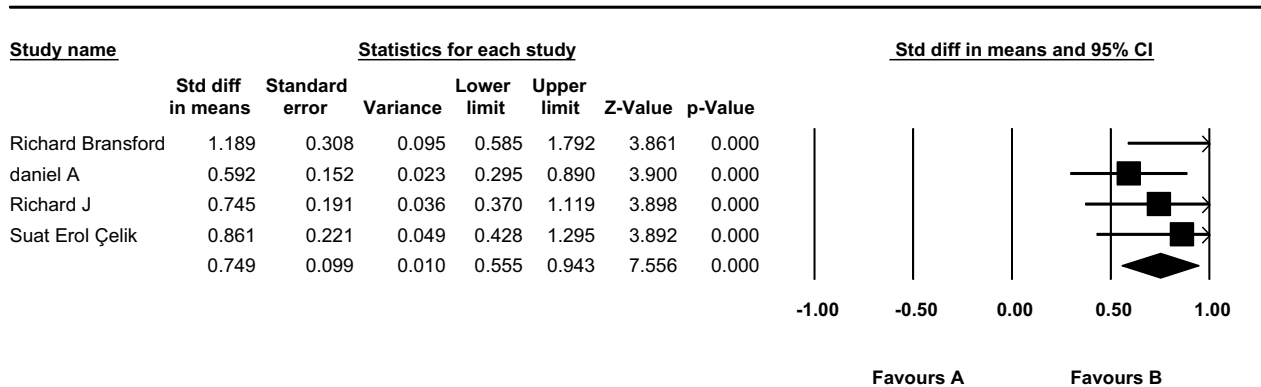 Study name Statistics for each study Std diff in means and 95% CI
Std diff Standard Lower Upper
in means error Variance limit limit Z-Value p-Value
Richard Bransford 1.189 0.308 0.095 0.585 1.792 3.861 0.000
daniel A 0.592 0.152 0.023 0.295 0.890 3.900 0.000
Richard J 0.745 0.191 0.036 0.370 1.119 3.898 0.000
Suat Erol Çelik 0.861 0.221 0.049 0.428 1.295 3.892 0.000
0.749 0.099 0.010 0.555 0.943 7.556 0.000
-1.00 -0.50 0.00 0.50 1.00
Favours A Favours B